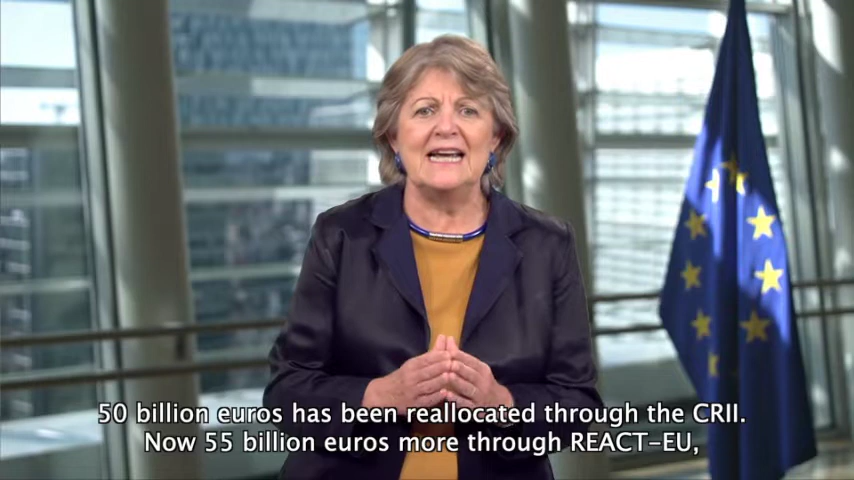 50 billion euros has been reallocated through the CRII.
Now 55 billion euros more through REACT-EU,